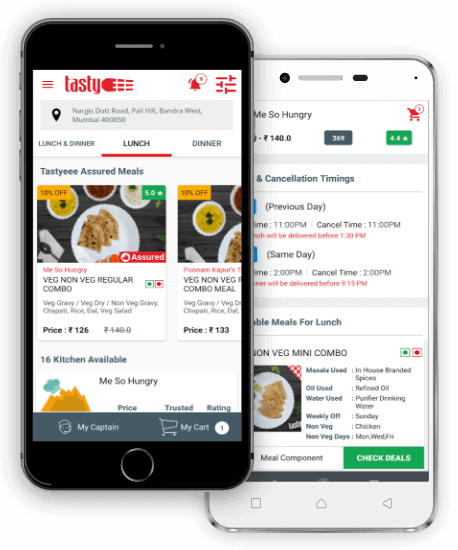 tasty
9
Nargis Dutt Road, Pali Hill, Bandra West,
Mumbai 400050
LUNCH & DINNER
LUNCH
DINNER
Tastyeee Assured Meals
10% OFF
5.0 ★
Assured
Me So Hungry
VEG NON VEG REGULAR
COMBO
Veg Gravy / Veg Dry / Non Veg Gravy,
Chapati, Rice, Dal, Veg Salad
Price : ₹ 126
₹ 140.0
10% OFF
Poonam Kapur's T
VEG NON VEG R
COMBO MEAL
Veg Gravy / Veg
Chapati, Rice, D
Price : ₹ 133
16 Kitchen Available
Me So Hungry
Price
Trusted
Rating
My Captain
My Cart
1
Me So Hungry
1
- ₹ 140.0
369
4.4 ★
& Cancellation Timings
(Previous Day)
ime : 11:00PM | Cancel Time : 11:00PM
nch will be delivered before 1:30 PM
(Same Day)
ime : 2:00PM | Cancel Time : 2:00PM
nner will be delivered before 9:15 PM
able Meals For Lunch
NON VEG MINI COMBO
Masala Used : In House Branded
Spices
Oil Used : Refined Oil
Water Used : Purifier Drinking
Water
Weekly Off : Sunday
Non Veg : Chicken
Non Veg Days : Mon,Wed,Fri
Meal Component
CHECK DEALS